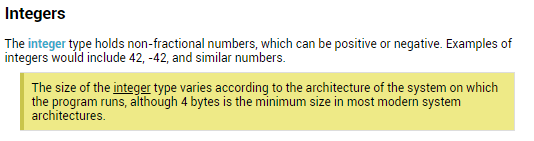 Integers
The integer type holds non-fractional numbers, which can be positive or negative. Examples of
integers would include 42, -42, and similar numbers.
The size of the integer type varies according to the architecture of the system on which
the program runs, although 4 bytes is the minimum size in most modern system
architectures.